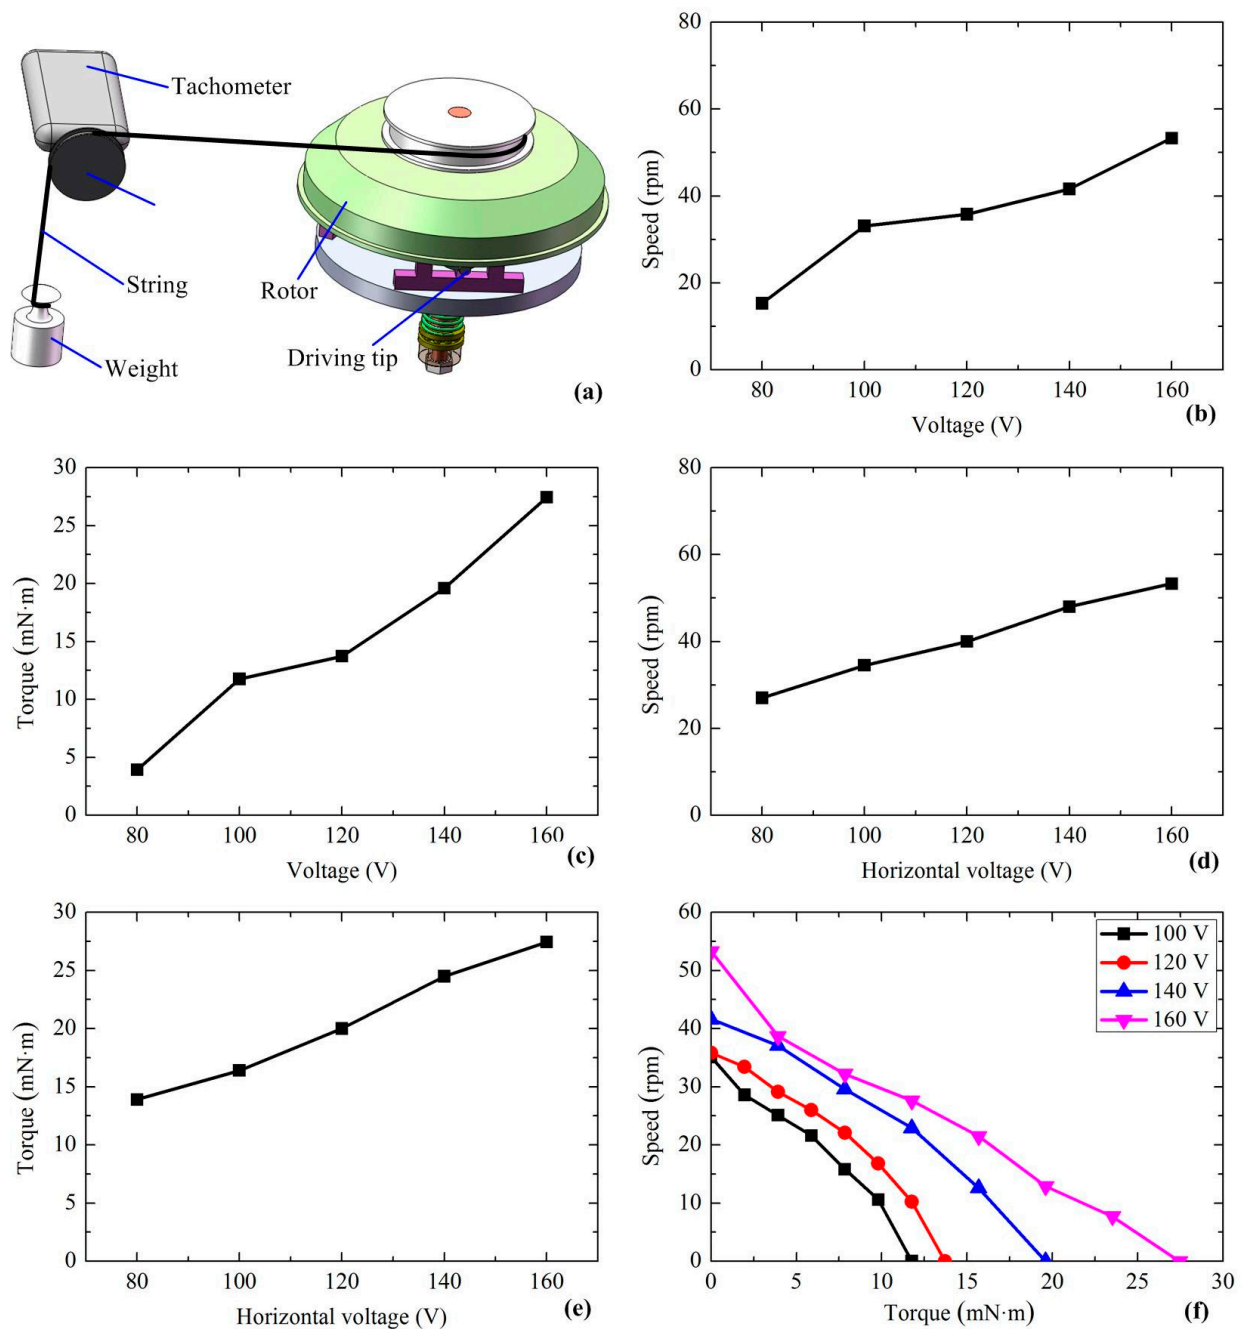 Tachometer
String
Weight
Rotor
Driving tip
(a)
80
60
40
20
0
Speed (rpm)
80 100 120 140 160
Voltage (V)
(b)
30
25
20
15
10
5
0
Torque (mN·m)
80 100 120 140 160
Voltage (V)
(c)
80
60
40
20
0
Speed (rpm)
80 100 120 140 160
Horizontal voltage (V)
(d)
30
25
20
15
10
5
0
Torque (mN·m)
80 100 120 140 160
Horizontal voltage (V)
(e)
60
50
40
30
20
10
0
Speed (rpm)
100 V
120 V
140 V
160 V
0 5 10 15 20 25 30
Torque (mN·m)
(f)